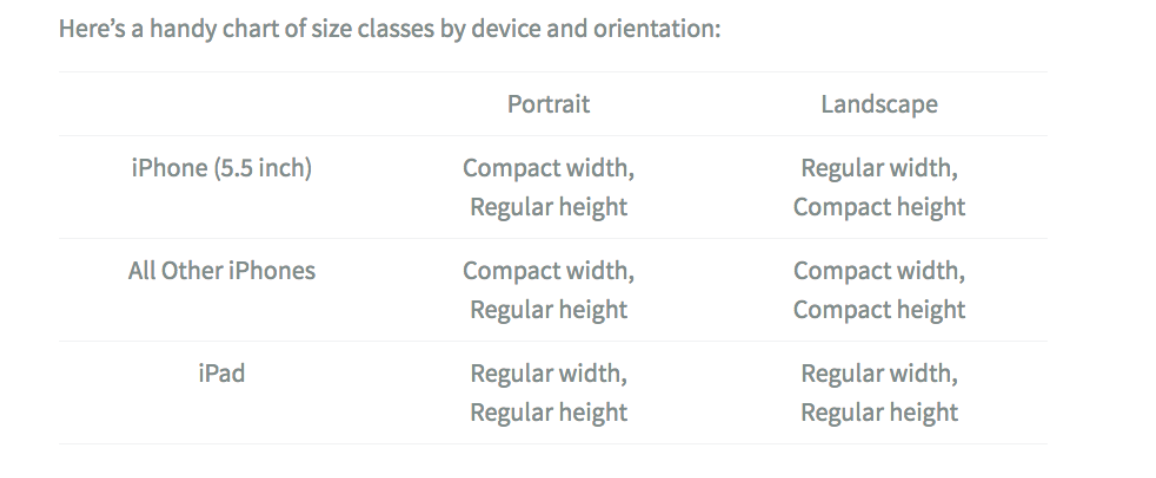 Here’s a handy chart of size classes by device and orientation:
Portrait Landscape
iPhone (5.5 inch) Compact width, Regular width,
Regular height Compact height
All Other iPhones Compact width, Compact width,
Regular height Compact height
iPad Regular width, Regular width,
Regular height Regular height